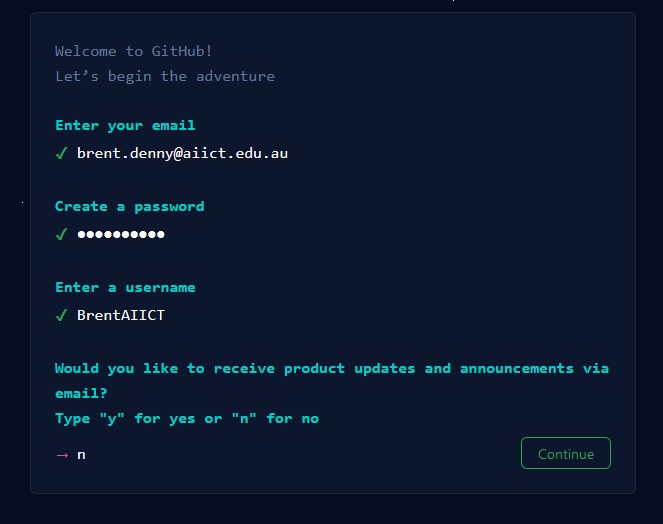 Welcome to GitHub!
Let’s begin the adventure
Enter your email
✓ brent.denny@aiict.edu.au
Create a password
✓ ●●●●●●●●●●
Enter a username
✓ BrentAIICT
Would you like to receive product updates and announcements via
email?
Type "y" for yes or "n" for no
→ n
Continue